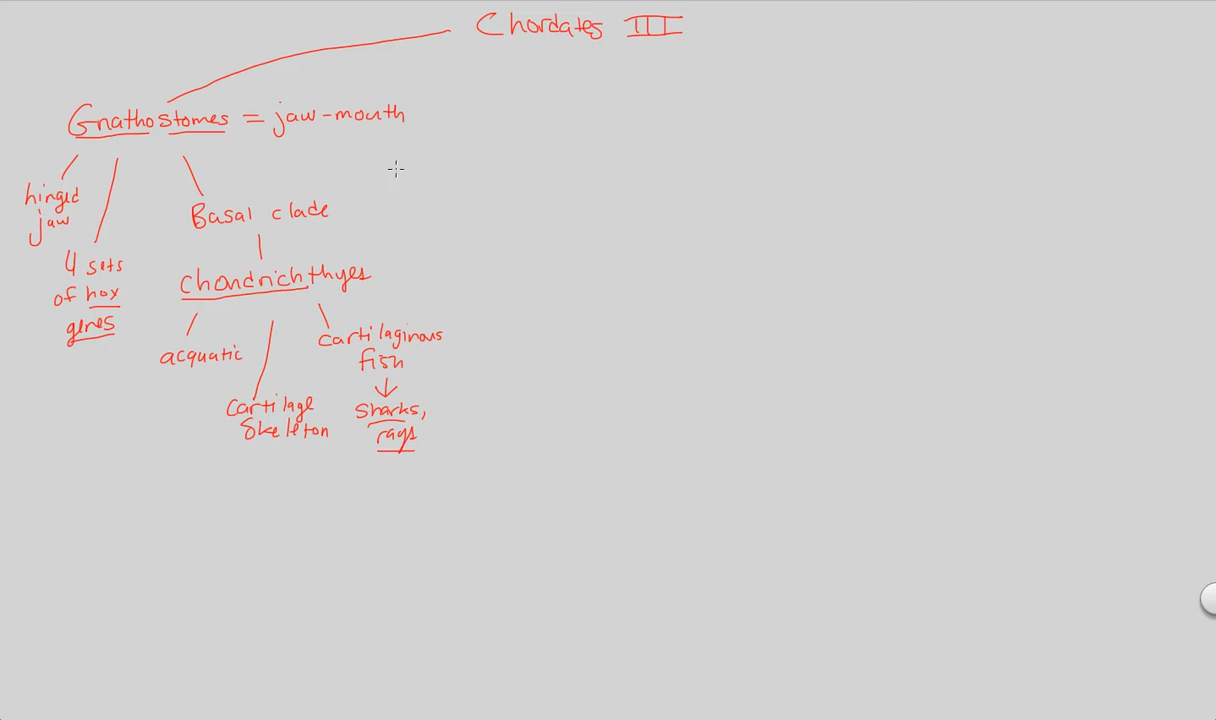 Chordates III
Gnathostomes = jaw-mouth
hinged
jaw
4 sets
of hox
genes
Basal clade
Chondrichthyes
acquatic
Cartilage
Skeleton
Cartilaginous
fish
Sharks,
rays